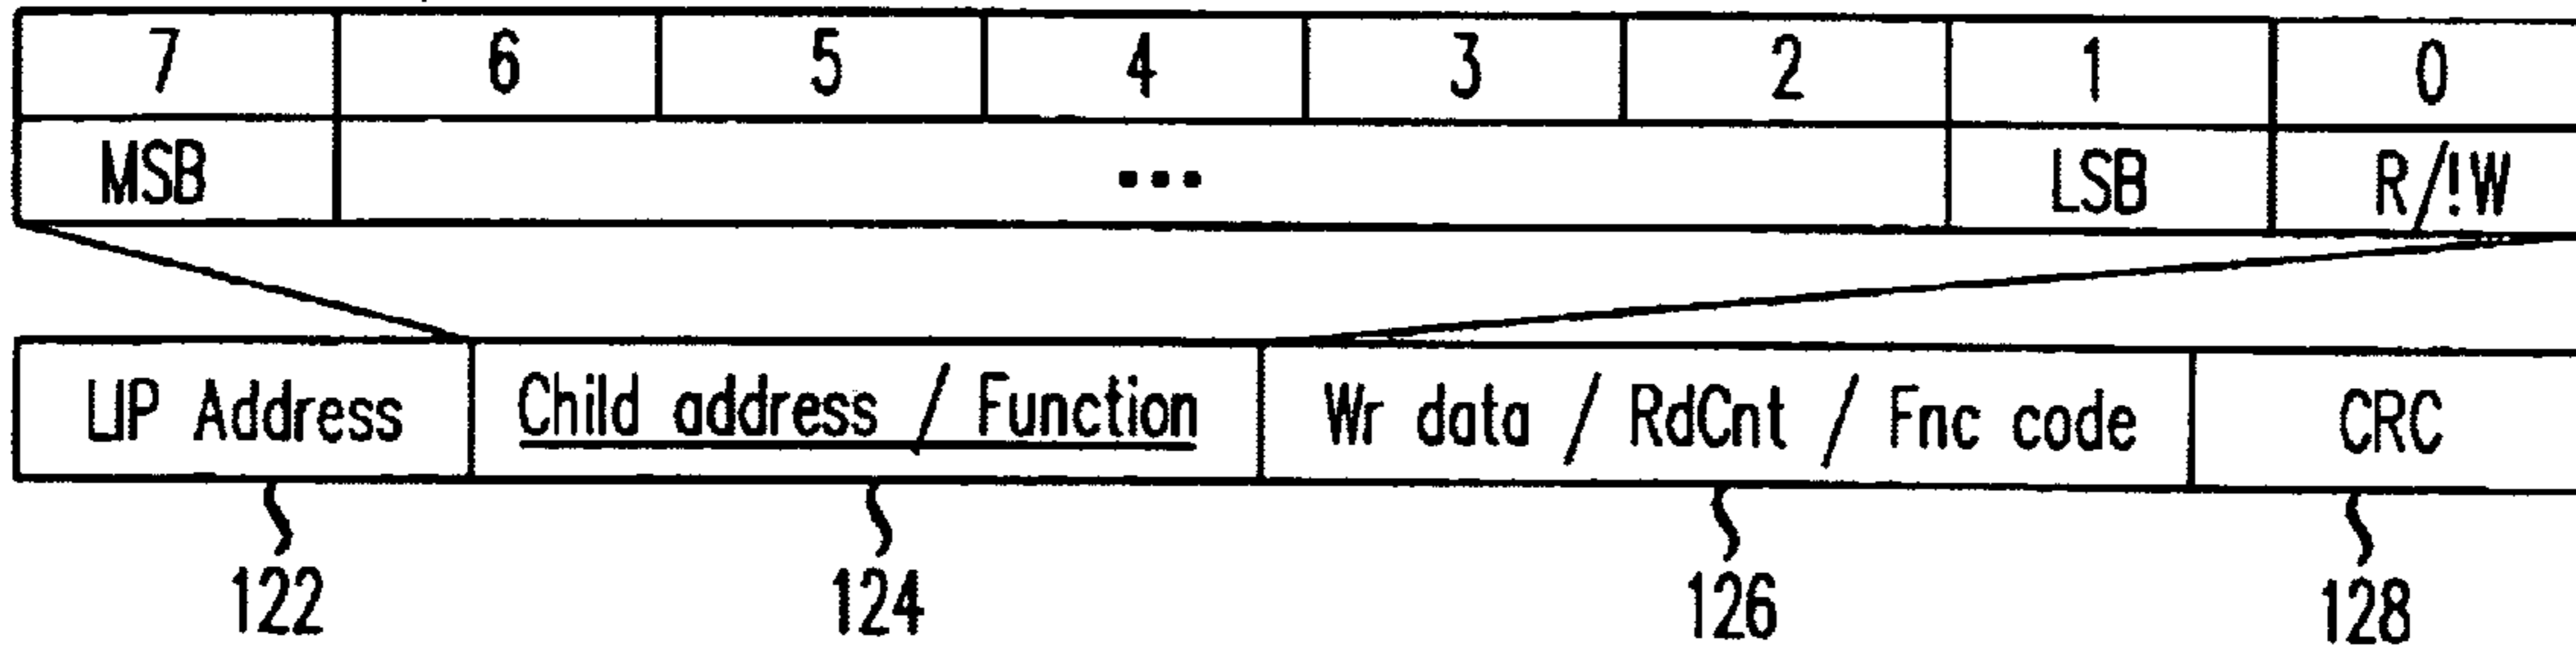 7 6 5 4 3 2 1 0
MSB ... LSB R/!W
LIP Address Child address / Function Wr data / RdCnt / Fnc code CRC
122 124 126 128